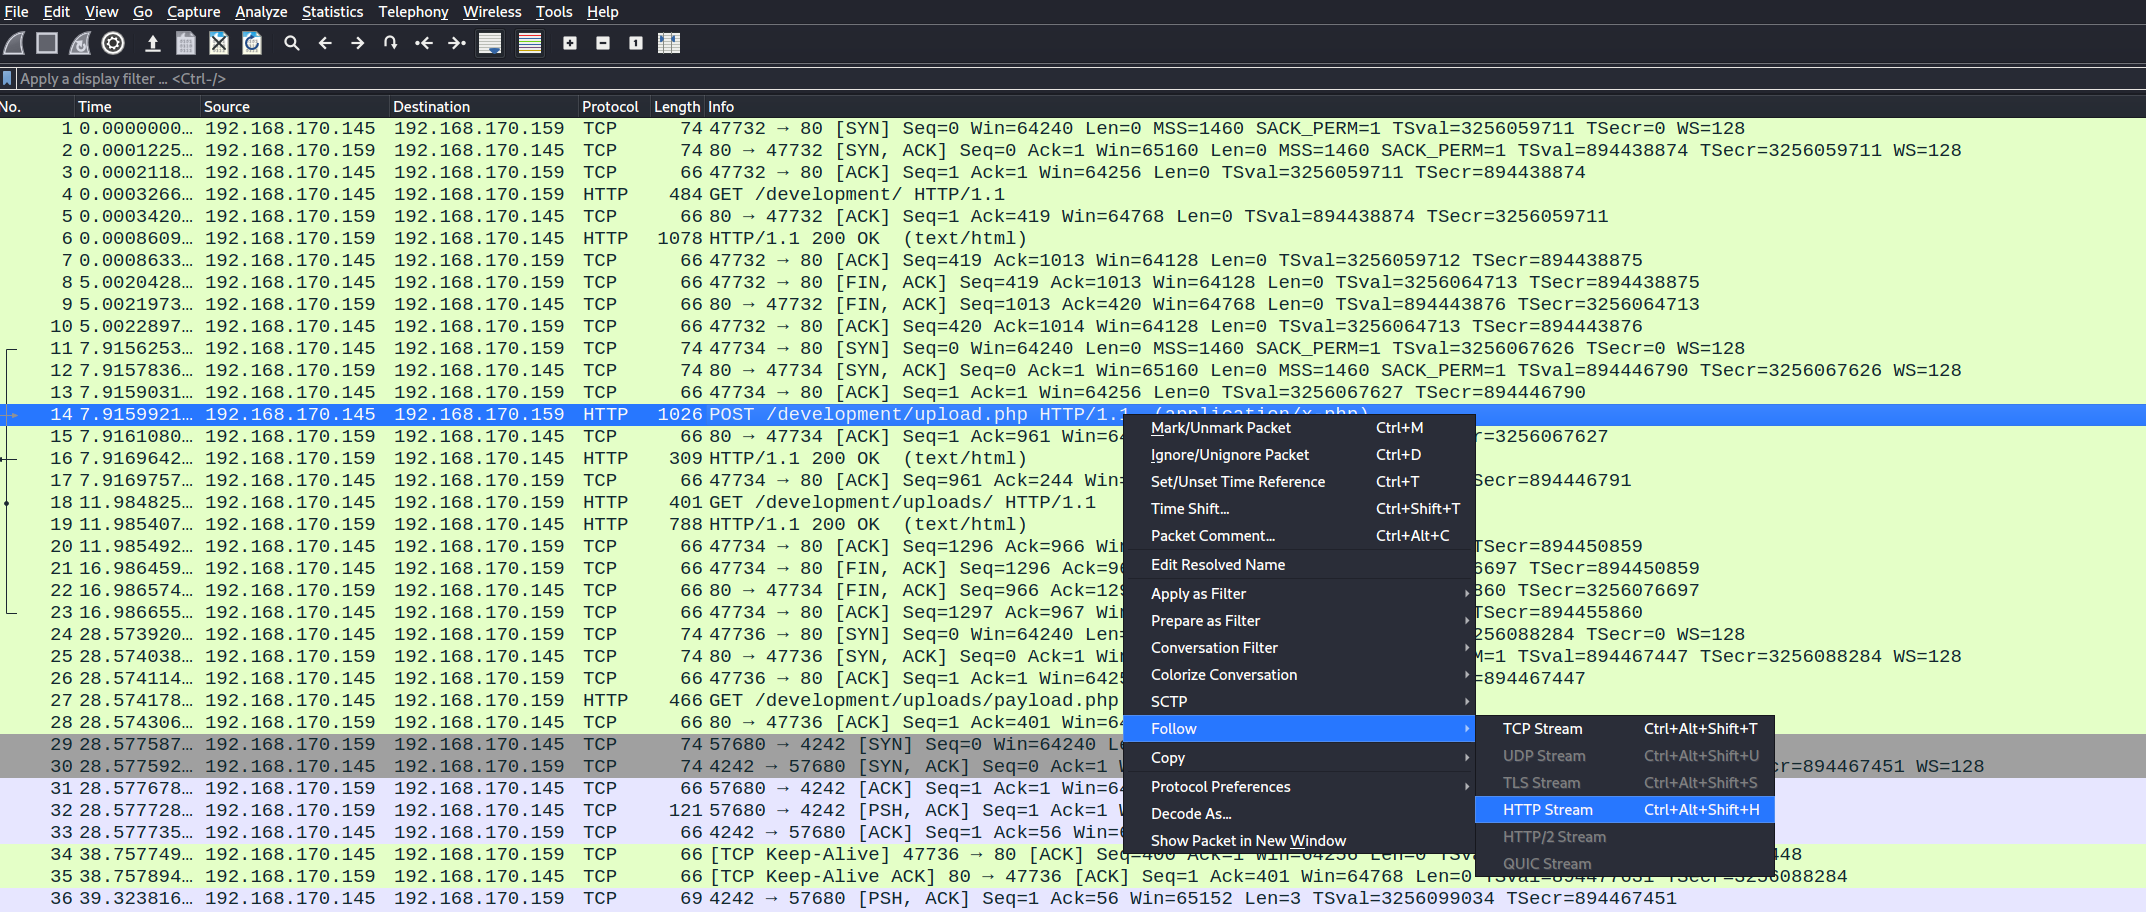 File Edit View Go Capture Analyze Statistics Telephony Wireless Tools Help
Apply a display filter … <Ctrl-/>
No. Time Source Destination Protocol Length Info
1 0.0000000… 192.168.170.145 192.168.170.159 TCP 74 47732 → 80 [SYN] Seq=0 Win=64240 Len=0 MSS=1460 SACK_PERM=1 TSval=3256059711 TSecr=0 WS=128
2 0.0001225… 192.168.170.159 192.168.170.145 TCP 74 80 → 47732 [SYN, ACK] Seq=0 Ack=1 Win=65160 Len=0 MSS=1460 SACK_PERM=1 TSval=894438874 TSecr=3256059711 WS=128
3 0.0002118… 192.168.170.145 192.168.170.159 TCP 66 47732 → 80 [ACK] Seq=1 Ack=1 Win=64256 Len=0 TSval=3256059711 TSecr=894438874
4 0.0003266… 192.168.170.145 192.168.170.159 HTTP 484 GET /development/ HTTP/1.1
5 0.0003420… 192.168.170.159 192.168.170.145 TCP 66 80 → 47732 [ACK] Seq=1 Ack=419 Win=64768 Len=0 TSval=894438874 TSecr=3256059711
6 0.0008609… 192.168.170.159 192.168.170.145 HTTP 1078 HTTP/1.1 200 OK (text/html)
7 0.0008633… 192.168.170.145 192.168.170.159 TCP 66 47732 → 80 [ACK] Seq=419 Ack=1013 Win=64128 Len=0 TSval=3256059712 TSecr=894438875
8 5.0020428… 192.168.170.145 192.168.170.159 TCP 66 47732 → 80 [FIN, ACK] Seq=419 Ack=1013 Win=64128 Len=0 TSval=3256064713 TSecr=894438875
9 5.0021973… 192.168.170.159 192.168.170.145 TCP 66 80 → 47732 [FIN, ACK] Seq=1013 Ack=420 Win=64768 Len=0 TSval=894443876 TSecr=3256064713
10 5.0022897… 192.168.170.145 192.168.170.159 TCP 66 47732 → 80 [ACK] Seq=420 Ack=1014 Win=64128 Len=0 TSval=3256064713 TSecr=894443876
11 7.9156253… 192.168.170.145 192.168.170.159 TCP 74 47734 → 80 [SYN] Seq=0 Win=64240 Len=0 MSS=1460 SACK_PERM=1 TSval=3256067626 TSecr=0 WS=128
12 7.9157836… 192.168.170.159 192.168.170.145 TCP 74 80 → 47734 [SYN, ACK] Seq=0 Ack=1 Win=65160 Len=0 MSS=1460 SACK_PERM=1 TSval=894446790 TSecr=3256067626 WS=128
13 7.9159031… 192.168.170.145 192.168.170.159 TCP 66 47734 → 80 [ACK] Seq=1 Ack=1 Win=64256 Len=0 TSval=3256067627 TSecr=894446790
14 7.9159921… 192.168.170.145 192.168.170.159 HTTP 1026 POST /development/upload.php HTTP/1.1 (application/x-php)
Mark/Unmark Packet Ctrl+M
15 7.9161080… 192.168.170.159 192.168.170.145 TCP 66 80 → 47734 [ACK] Seq=1 Ack=961 Win=64 r=3256067627
Ignore/Unignore Packet Ctrl+D
16 7.9169642… 192.168.170.159 192.168.170.145 HTTP 309 HTTP/1.1 200 OK (text/html)
17 7.9169757… 192.168.170.145 192.168.170.159 TCP 66 47734 → 80 [ACK] Seq=961 Ack=244 Win= Secr=894446791
Set/Unset Time Reference Ctrl+T
18 11.984825… 192.168.170.145 192.168.170.159 HTTP 401 GET /development/uploads/ HTTP/1.1
Time Shift… Ctrl+Shift+T
19 11.985407… 192.168.170.159 192.168.170.145 HTTP 788 HTTP/1.1 200 OK (text/html)
Packet Comment… Ctrl+Alt+C
20 11.985492… 192.168.170.145 192.168.170.159 TCP 66 47734 → 80 [ACK] Seq=1296 Ack=966 Wi TSecr=894450859
Edit Resolved Name
21 16.986459… 192.168.170.145 192.168.170.159 TCP 66 47734 → 80 [FIN, ACK] Seq=1296 Ack=96 6697 TSecr=894450859
22 16.986574… 192.168.170.159 192.168.170.145 TCP 66 80 → 47734 [FIN, ACK] Seq=966 Ack=129 860 TSecr=3256076697
Apply as Filter
23 16.986655… 192.168.170.145 192.168.170.159 TCP 66 47734 → 80 [ACK] Seq=1297 Ack=967 Wi TSecr=894455860
Prepare as Filter
24 28.573920… 192.168.170.145 192.168.170.159 TCP 74 47736 → 80 [SYN] Seq=0 Win=64240 Len= 256088284 TSecr=0 WS=128
Conversation Filter
25 28.574038… 192.168.170.159 192.168.170.145 TCP 74 80 → 47736 [SYN, ACK] Seq=0 Ack=1 Wi M=1 TSval=894467447 TSecr=3256088284 WS=128
Colorize Conversation
26 28.574114… 192.168.170.145 192.168.170.159 TCP 66 47736 → 80 [ACK] Seq=1 Ack=1 Win=6425 =894467447
SCTP
27 28.574178… 192.168.170.145 192.168.170.159 HTTP 466 GET /development/uploads/payload.php
28 28.574306… 192.168.170.159 192.168.170.145 TCP 66 80 → 47736 [ACK] Seq=1 Ack=401 Win=64
Follow
TCP Stream Ctrl+Alt+Shift+T
29 28.577587… 192.168.170.159 192.168.170.145 TCP 74 57680 → 4242 [SYN] Seq=0 Win=64240 Le
UDP Stream Ctrl+Alt+Shift+U
Copy
30 28.577592… 192.168.170.145 192.168.170.159 TCP 74 4242 → 57680 [SYN, ACK] Seq=0 Ack=1 W cr=894467451 WS=128
TLS Stream Ctrl+Alt+Shift+S
Protocol Preferences
31 28.577678… 192.168.170.159 192.168.170.145 TCP 66 57680 → 4242 [ACK] Seq=1 Ack=1 Win=64
HTTP Stream Ctrl+Alt+Shift+H
Decode As…
32 28.577728… 192.168.170.159 192.168.170.145 TCP 121 57680 → 4242 [PSH, ACK] Seq=1 Ack=1 W
33 28.577735… 192.168.170.145 192.168.170.159 TCP 66 4242 → 57680 [ACK] Seq=1 Ack=56 Win=6
HTTP/2 Stream
Show Packet in New Window
34 38.757749… 192.168.170.145 192.168.170.159 TCP 66 [TCP Keep-Alive] 47736 → 80 [ACK] Seq=400 Ack=1 Win=64256 Len=0 448
QUIC Stream
35 38.757894… 192.168.170.159 192.168.170.145 TCP 66 [TCP Keep-Alive ACK] 80 → 47736 [ACK] Seq=1 Ack=401 Win=64768 Len=0 TSval=894477631 TSecr=3256088284
36 39.323816… 192.168.170.145 192.168.170.159 TCP 69 4242 → 57680 [PSH, ACK] Seq=1 Ack=56 Win=65152 Len=3 TSval=3256099034 TSecr=894467451